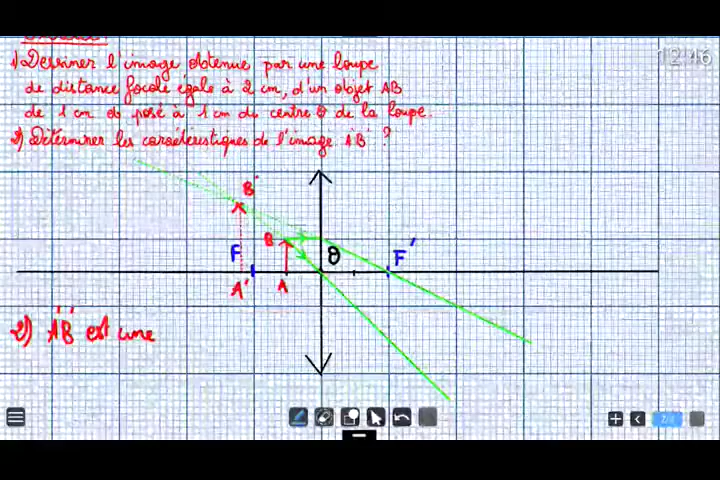 1) Dessiner l'image obtenue par une loupe
de distance focale égale à 2 cm, d'un objet AB
de 1 cm posé à 1 cm du centre O de la loupe.
2) Déterminer les caractéristiques de l'image A'B' ?
12:46
B'
B
F
O
F'
A'
A
2) A'B' est une